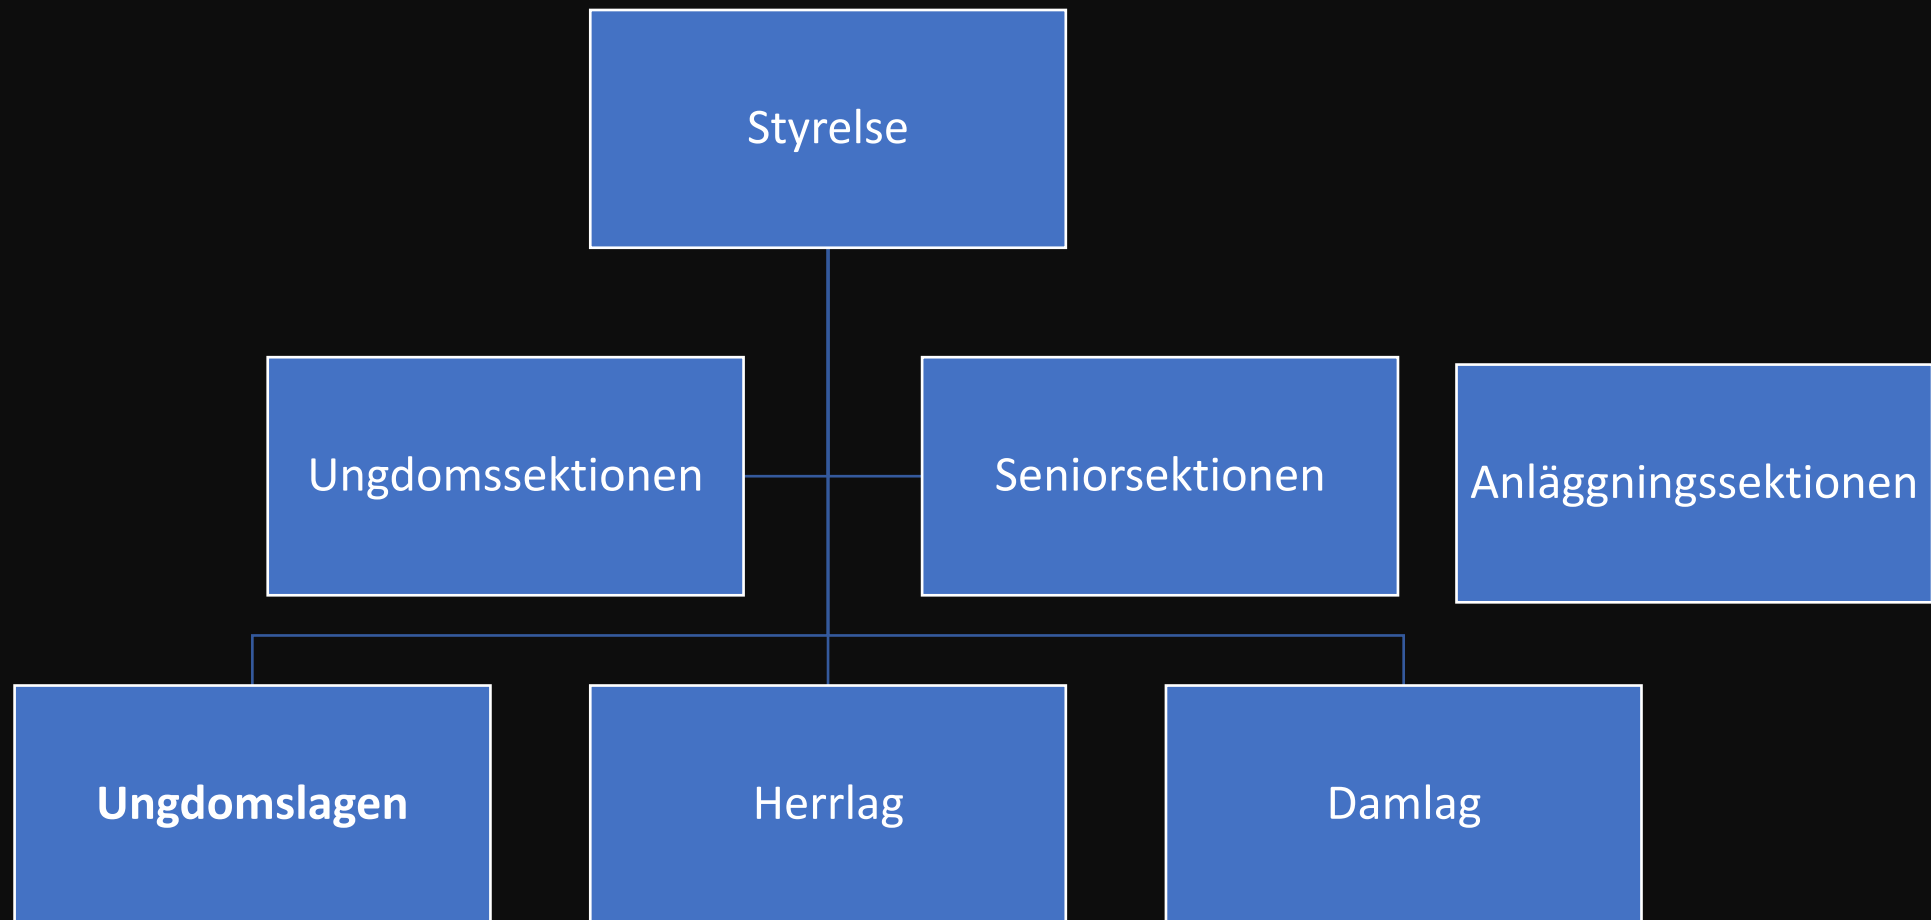 Styrelse
Ungdomssektionen
Seniorsektionen
Anläggningssektionen
Ungdomslagen
Herrlag
Damlag